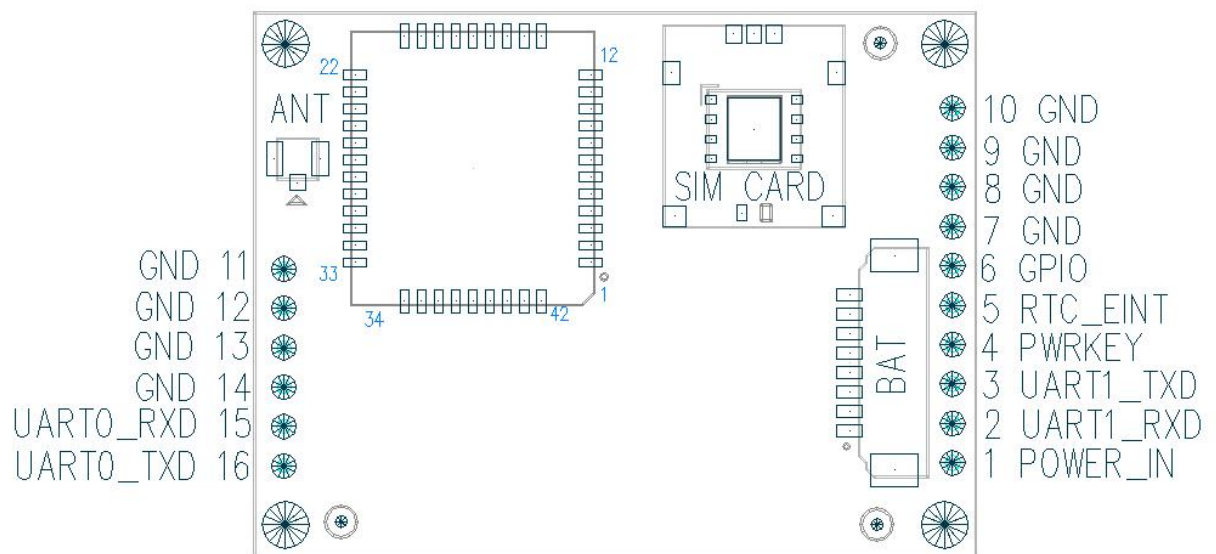 22
12
ANT
10 GND
9 GND
SIM CARD
8 GND
7 GND
GND 11
33
6 GPIO
1
GND 12
34
42
5 RTC_EINT
GND 13
BAT
4 PWRKEY
GND 14
3 UART1_TXD
UART0_RXD 15
2 UART1_RXD
UART0_TXD 16
1 POWER_IN